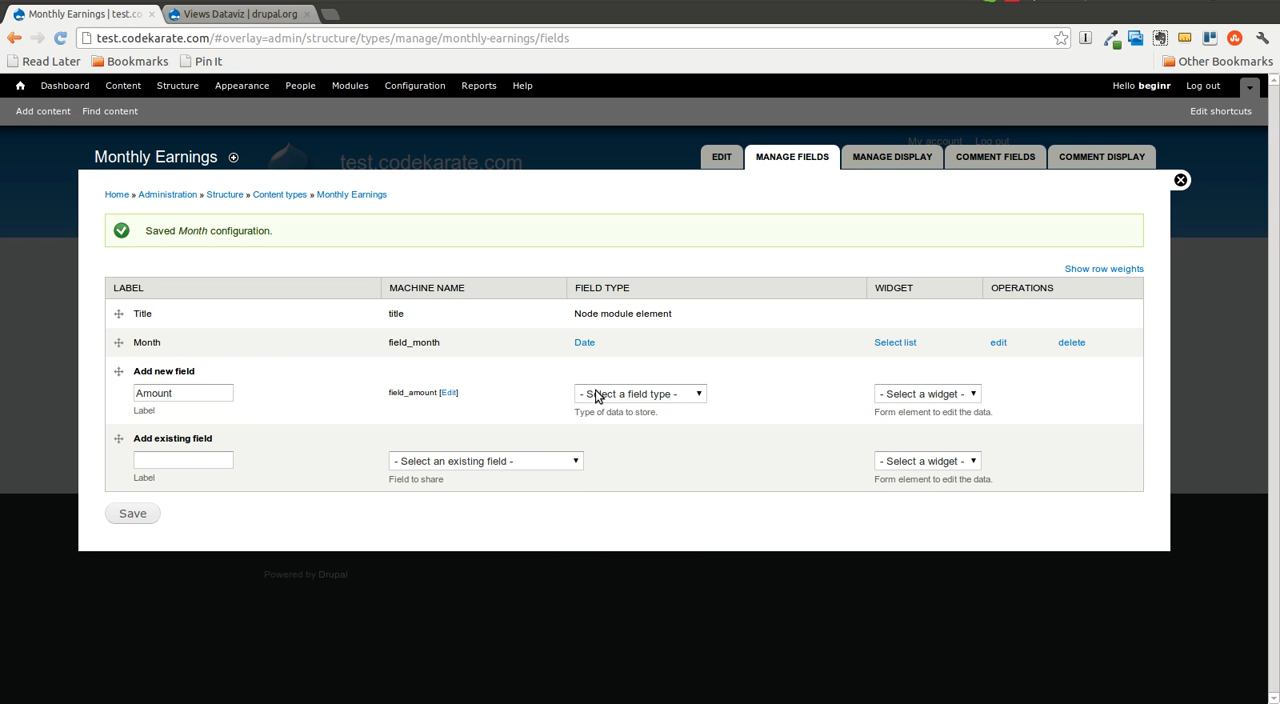 Monthly Earnings | test.co
Views Dataviz | drupal.org
test.codekarate.com/#overlay=admin/structure/types/manage/monthly-earnings/fields
Read Later Bookmarks Pin It Other Bookmarks
Dashboard Content Structure Appearance People Modules Configuration Reports Help Hello beginr Log out
Add content Find content Edit shortcuts
My account Log out
Monthly Earnings
test.codekarate.com
EDIT MANAGE FIELDS MANAGE DISPLAY COMMENT FIELDS COMMENT DISPLAY
Home » Administration » Structure » Content types » Monthly Earnings
Saved Month configuration.
Show row weights
LABEL MACHINE NAME FIELD TYPE WIDGET OPERATIONS
Title title Node module element
Month field_month Date Select list edit delete
Add new field
Amount field_amount [Edit] - Select a field type - - Select a widget -
Label Type of data to store. Form element to edit the data.
Add existing field
- Select an existing field - - Select a widget -
Label Field to share Form element to edit the data.
Save
Powered by Drupal